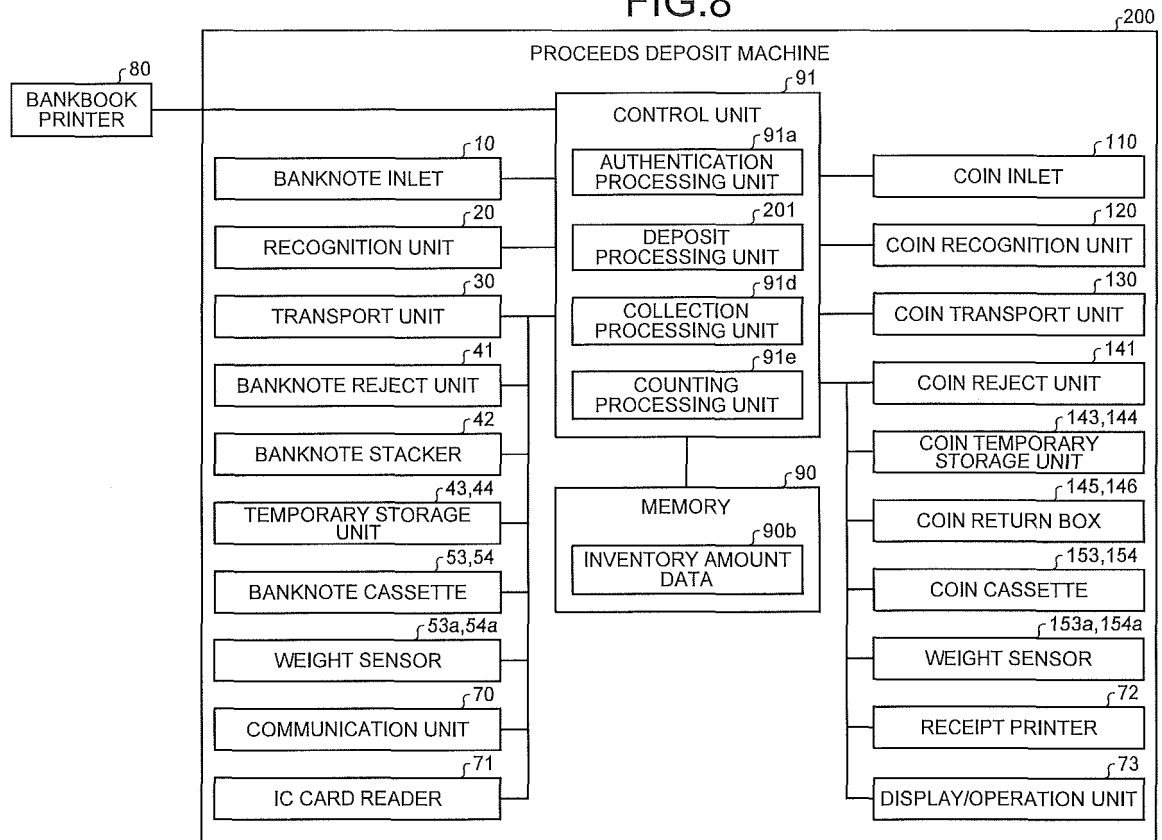 FIG.8
200
PROCEEDS DEPOSIT MACHINE
80
BANKBOOK
PRINTER
91
CONTROL UNIT
91a
AUTHENTICATION
PROCESSING UNIT
201
DEPOSIT
PROCESSING UNIT
91d
COLLECTION
PROCESSING UNIT
91e
COUNTING
PROCESSING UNIT
90
MEMORY
90b
INVENTORY AMOUNT
DATA
10
BANKNOTE INLET
20
RECOGNITION UNIT
30
TRANSPORT UNIT
41
BANKNOTE REJECT UNIT
42
BANKNOTE STACKER
43,44
TEMPORARY STORAGE
UNIT
53,54
BANKNOTE CASSETTE
53a,54a
WEIGHT SENSOR
70
COMMUNICATION UNIT
71
IC CARD READER
110
COIN INLET
120
COIN RECOGNITION UNIT
130
COIN TRANSPORT UNIT
141
COIN REJECT UNIT
143,144
COIN TEMPORARY
STORAGE UNIT
145,146
COIN RETURN BOX
153,154
COIN CASSETTE
153a,154a
WEIGHT SENSOR
72
RECEIPT PRINTER
73
DISPLAY/OPERATION UNIT